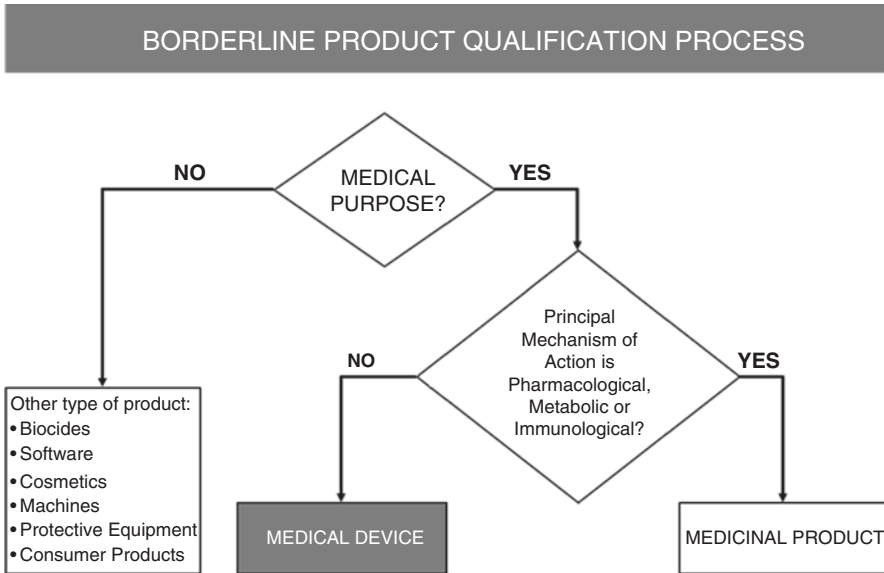 BORDERLINE PRODUCT QUALIFICATION PROCESS
NO
MEDICAL
PURPOSE?
YES
Principal
Mechanism of
Action is
Pharmacological,
Metabolic or
Immunological?
NO
YES
Other type of product:
• Biocides
• Software
• Cosmetics
• Machines
• Protective Equipment
• Consumer Products
MEDICAL DEVICE
MEDICINAL PRODUCT